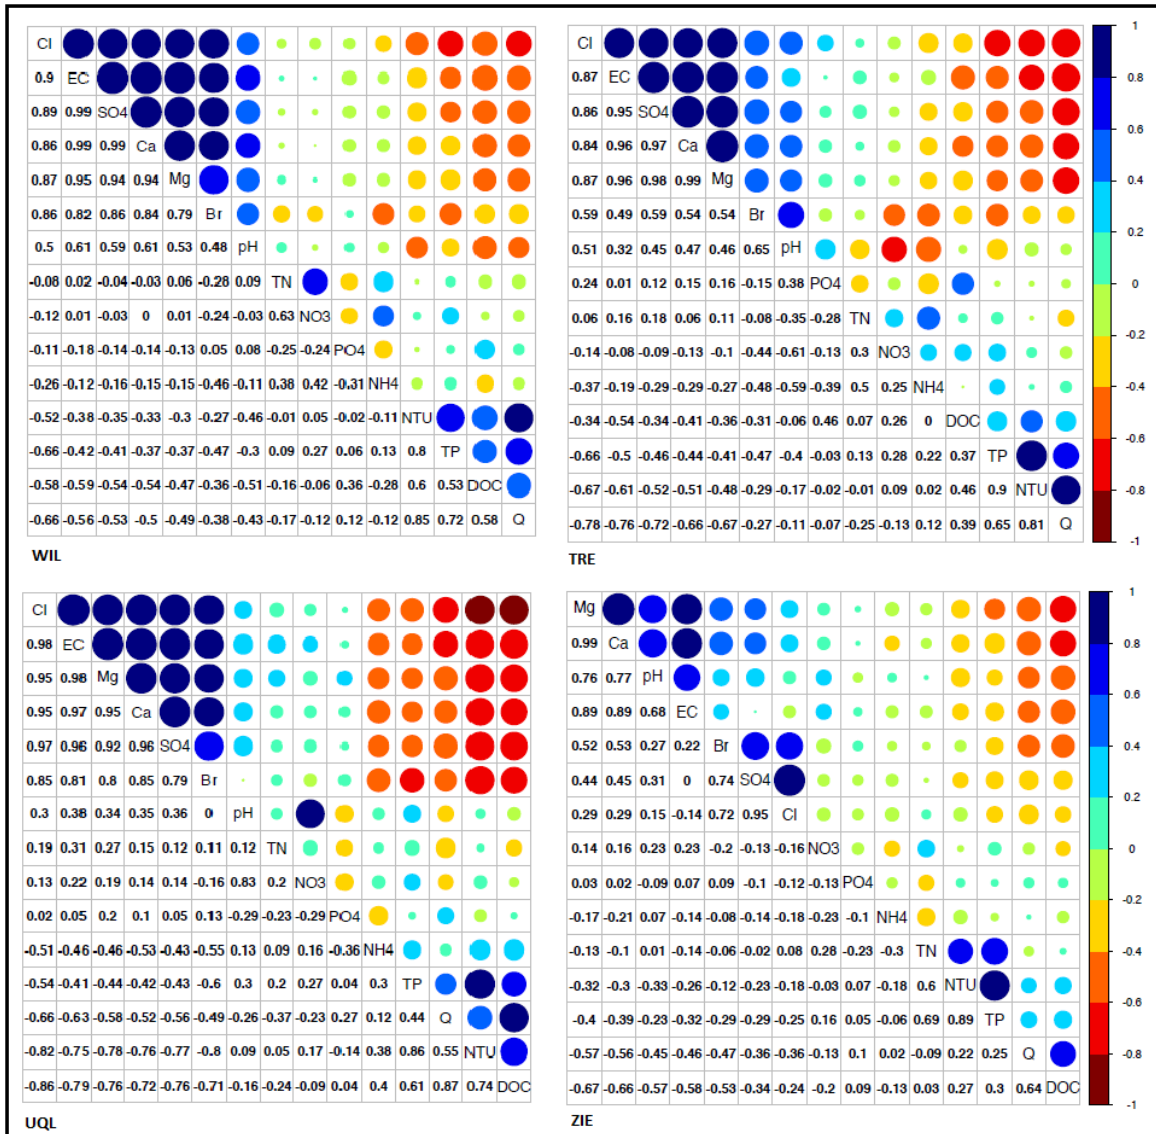 Cl
0.9 EC
0.89 0.99 SO4
0.86 0.99 0.99 Ca
0.87 0.95 0.94 0.94 Mg
0.86 0.82 0.86 0.84 0.79 Br
0.5 0.61 0.59 0.61 0.53 0.48 pH
-0.08 0.02 -0.04 -0.03 0.06 -0.28 0.09 TN
-0.12 0.01 -0.03 0 0.01 -0.24 -0.03 0.63 NO3
-0.11 -0.18 -0.14 -0.14 -0.13 0.05 0.08 -0.25 -0.24 PO4
-0.26 -0.12 -0.16 -0.15 -0.15 -0.46 -0.11 0.38 0.42 -0.31 NH4
-0.52 -0.38 -0.35 -0.33 -0.3 -0.27 -0.46 -0.01 0.05 -0.02 -0.11 NTU
-0.66 -0.42 -0.41 -0.37 -0.37 -0.47 -0.3 0.09 0.27 0.06 0.13 0.8 TP
-0.58 -0.59 -0.54 -0.54 -0.47 -0.36 -0.51 -0.16 -0.06 0.36 -0.28 0.6 0.53 DOC
-0.66 -0.56 -0.53 -0.5 -0.49 -0.38 -0.43 -0.17 -0.12 0.12 -0.12 0.85 0.72 0.58 Q
WIL
Cl
0.87 EC
0.86 0.95 SO4
0.84 0.96 0.97 Ca
0.87 0.96 0.98 0.99 Mg
0.59 0.49 0.59 0.54 0.54 Br
0.51 0.32 0.45 0.47 0.46 0.65 pH
0.24 0.01 0.12 0.15 0.16 -0.15 0.38 PO4
0.06 0.16 0.18 0.06 0.11 -0.08 -0.35 -0.28 TN
-0.14 -0.08 -0.09 -0.13 -0.1 -0.44 -0.61 -0.13 0.3 NO3
-0.37 -0.19 -0.29 -0.29 -0.27 -0.48 -0.59 -0.39 0.5 0.25 NH4
-0.34 -0.54 -0.34 -0.41 -0.36 -0.31 -0.06 0.46 0.07 0.26 0 DOC
-0.66 -0.5 -0.46 -0.44 -0.41 -0.47 -0.4 -0.03 0.13 0.28 0.22 0.37 TP
-0.67 -0.61 -0.52 -0.51 -0.48 -0.29 -0.17 -0.02 -0.01 0.09 0.02 0.46 0.9 NTU
-0.78 -0.76 -0.72 -0.66 -0.67 -0.27 -0.11 -0.07 -0.25 -0.13 0.12 0.39 0.65 0.81 Q
TRE
1
0.8
0.6
0.4
0.2
0
-0.2
-0.4
-0.6
-0.8
-1
Cl
0.98 EC
0.95 0.98 Mg
0.95 0.97 0.95 Ca
0.97 0.96 0.92 0.96 SO4
0.85 0.81 0.8 0.85 0.79 Br
0.3 0.38 0.34 0.35 0.36 0 pH
0.19 0.31 0.27 0.15 0.12 0.11 0.12 TN
0.13 0.22 0.19 0.14 0.14 -0.16 0.83 0.2 NO3
0.02 0.05 0.2 0.1 0.05 0.13 -0.29 -0.23 -0.29 PO4
-0.51 -0.46 -0.46 -0.53 -0.43 -0.55 0.13 0.09 0.16 -0.36 NH4
-0.54 -0.41 -0.44 -0.42 -0.43 -0.6 0.3 0.2 0.27 0.04 0.3 TP
-0.66 -0.63 -0.58 -0.52 -0.56 -0.49 -0.26 -0.37 -0.23 0.27 0.12 0.44 Q
-0.82 -0.75 -0.78 -0.76 -0.77 -0.8 0.09 0.05 0.17 -0.14 0.38 0.86 0.55 NTU
-0.86 -0.79 -0.76 -0.72 -0.76 -0.71 -0.16 -0.24 -0.09 0.04 0.4 0.61 0.87 0.74 DOC
UQL
Mg
0.99 Ca
0.76 0.77 pH
0.89 0.89 0.68 EC
0.52 0.53 0.27 0.22 Br
0.44 0.45 0.31 0 0.74 SO4
0.29 0.29 0.15 -0.14 0.72 0.95 Cl
0.14 0.16 0.23 0.23 -0.2 -0.13 -0.16 NO3
0.03 0.02 -0.09 0.07 0.09 -0.1 -0.12 -0.13 PO4
-0.17 -0.21 0.07 -0.14 -0.08 -0.14 -0.18 -0.23 -0.1 NH4
-0.13 -0.1 0.01 -0.14 -0.06 -0.02 0.08 0.28 -0.23 -0.3 TN
-0.32 -0.3 -0.33 -0.26 -0.12 -0.23 -0.18 -0.03 0.07 -0.18 0.6 NTU
-0.4 -0.39 -0.23 -0.32 -0.29 -0.29 -0.25 0.16 0.05 -0.06 0.69 0.89 TP
-0.57 -0.56 -0.45 -0.46 -0.47 -0.36 -0.36 -0.13 0.1 0.02 -0.09 0.22 0.25 Q
-0.67 -0.66 -0.57 -0.58 -0.53 -0.34 -0.24 -0.2 0.09 -0.13 0.03 0.27 0.3 0.64 DOC
ZIE
1
0.8
0.6
0.4
0.2
0
-0.2
-0.4
-0.6
-0.8
-1